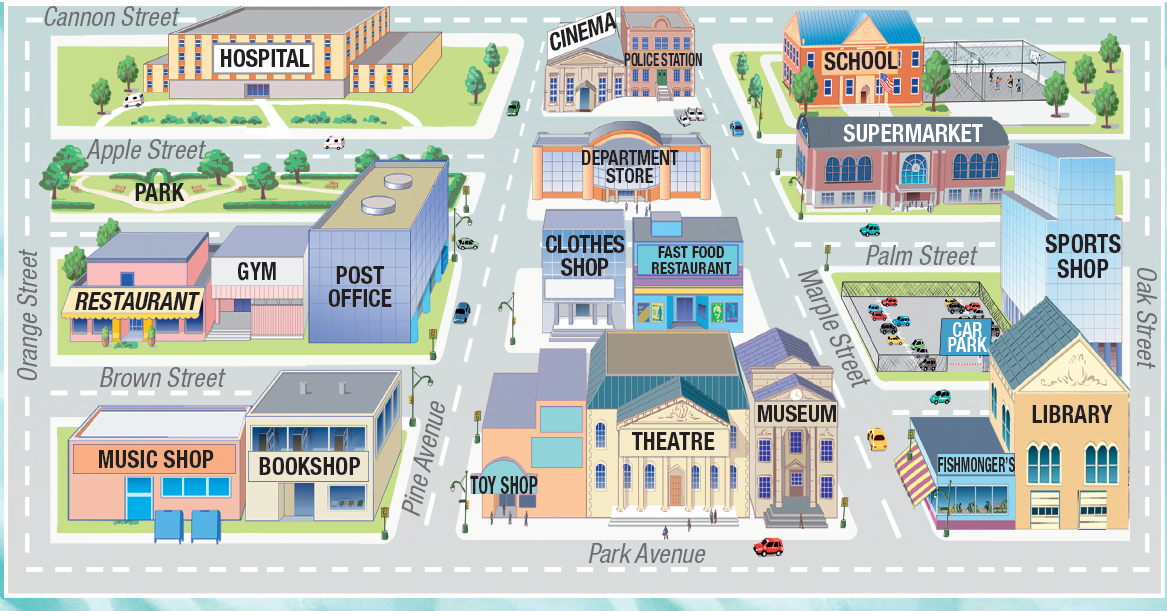 Cannon Street
HOSPITAL
CINEMA
POLICE STATION
SCHOOL
Apple Street
PARK
DEPARTMENT
STORE
SUPERMARKET
Orange Street
RESTAURANT
GYM
POST
OFFICE
CLOTHES
SHOP
FAST FOOD
RESTAURANT
Palm Street
SPORTS
SHOP
Marple Street
CAR
PARK
Oak Street
Brown Street
MUSIC SHOP
BOOKSHOP
Pine Avenue
TOY SHOP
THEATRE
MUSEUM
FISHMONGER'S
LIBRARY
Park Avenue